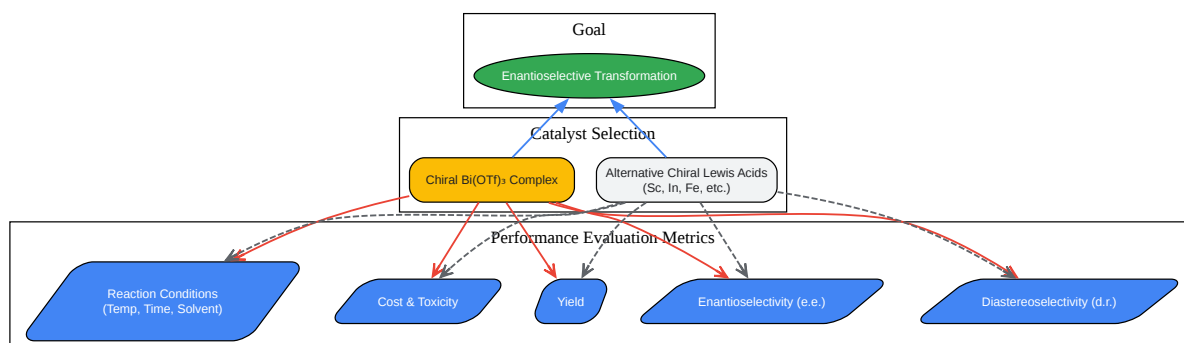 Goal
Enantioselective Transformation
Catalyst Selection
Chiral Bi(OTf)₃ Complex
Alternative Chiral Lewis Acids
(Sc, In, Fe, etc.)
Performance Evaluation Metrics
Reaction Conditions
(Temp, Time, Solvent)
Cost & Toxicity
Yield
Enantioselectivity (e.e.)
Diastereoselectivity (d.r.)